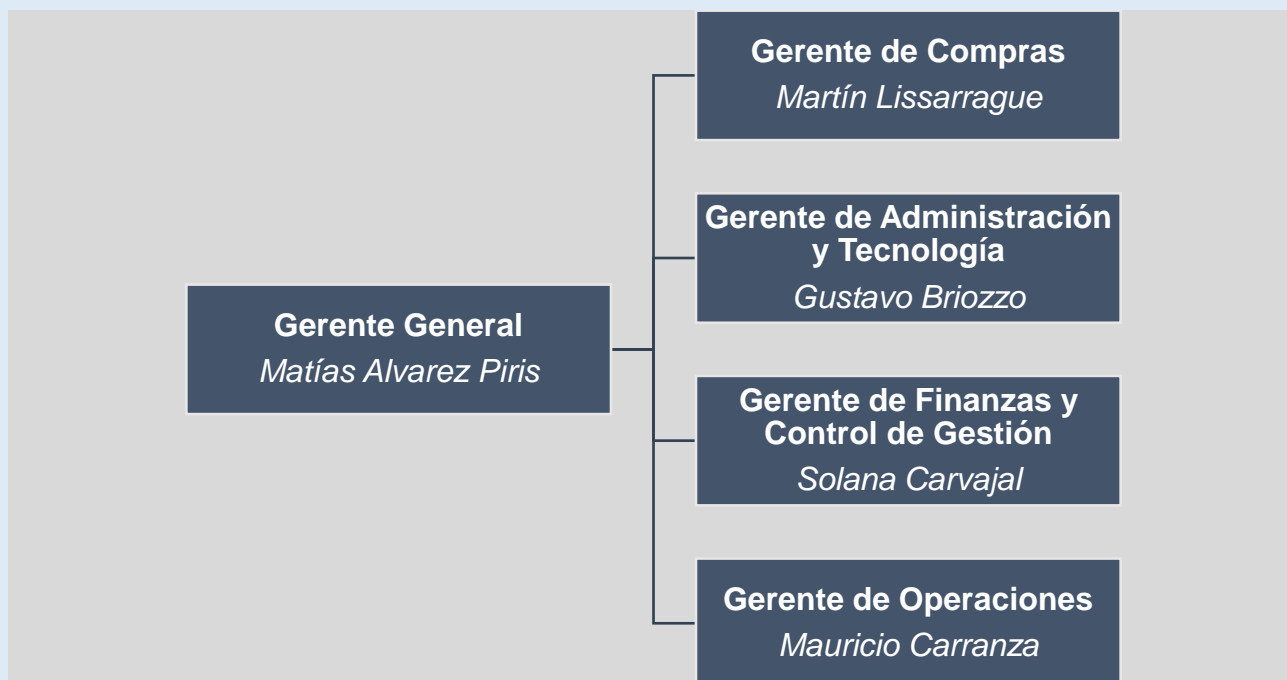 Gerente de Compras
Martín Lissarrague
Gerente de Administración
y Tecnología
Gustavo Briozzo
Gerente General
Matías Alvarez Piris
Gerente de Finanzas y
Control de Gestión
Solana Carvajal
Gerente de Operaciones
Mauricio Carranza